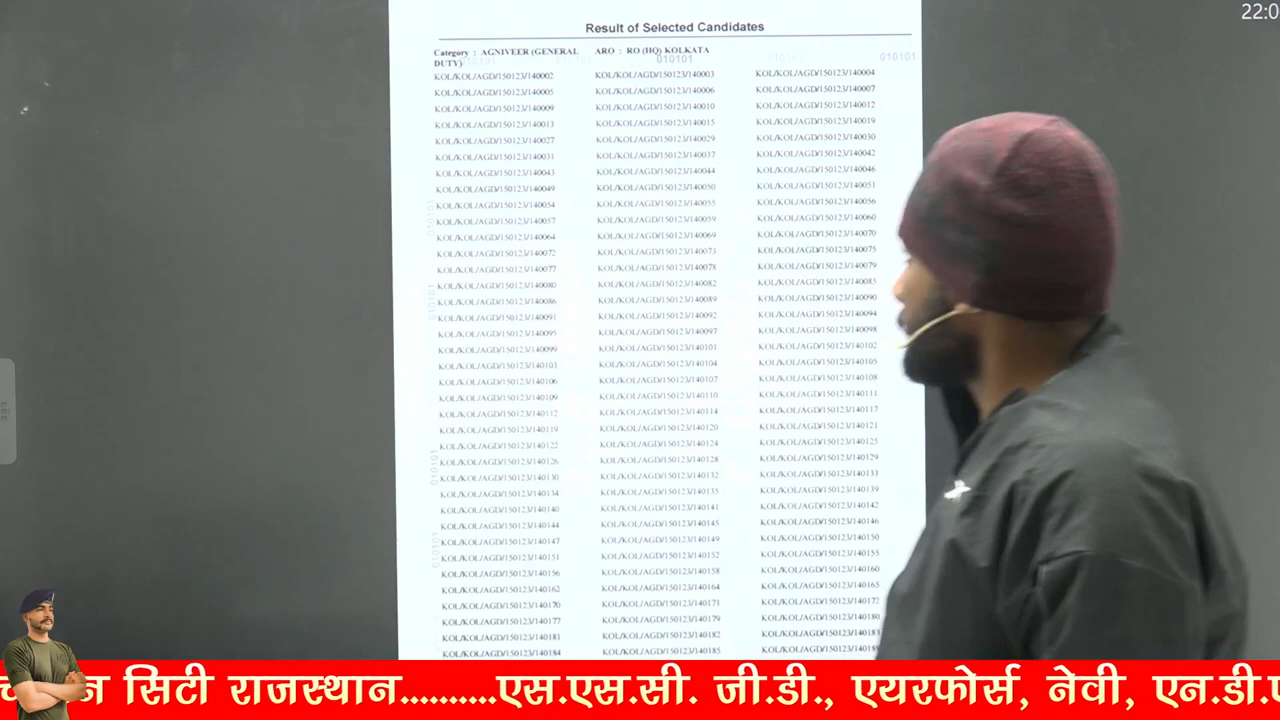 22:0
Result of Selected Candidates
Category : AGNIVEER (GENERAL DUTY) ARO : RO (HQ) KOLKATA
010101 010101 010101 010101
KOL/KOL/AGD/150123/140002 KOL/KOL/AGD/150123/140003 KOL/KOL/AGD/150123/140004
KOL/KOL/AGD/150123/140005 KOL/KOL/AGD/150123/140006 KOL/KOL/AGD/150123/140007
KOL/KOL/AGD/150123/140009 KOL/KOL/AGD/150123/140010 KOL/KOL/AGD/150123/140012
KOL/KOL/AGD/150123/140013 KOL/KOL/AGD/150123/140015 KOL/KOL/AGD/150123/140019
KOL/KOL/AGD/150123/140027 KOL/KOL/AGD/150123/140029 KOL/KOL/AGD/150123/140030
KOL/KOL/AGD/150123/140031 KOL/KOL/AGD/150123/140037 KOL/KOL/AGD/150123/140042
KOL/KOL/AGD/150123/140043 KOL/KOL/AGD/150123/140044 KOL/KOL/AGD/150123/140046
KOL/KOL/AGD/150123/140049 KOL/KOL/AGD/150123/140050 KOL/KOL/AGD/150123/140051
KOL/KOL/AGD/150123/140054 KOL/KOL/AGD/150123/140055 KOL/KOL/AGD/150123/140056
KOL/KOL/AGD/150123/140057 KOL/KOL/AGD/150123/140059 KOL/KOL/AGD/150123/140060
KOL/KOL/AGD/150123/140064 KOL/KOL/AGD/150123/140069 KOL/KOL/AGD/150123/140070
KOL/KOL/AGD/150123/140072 KOL/KOL/AGD/150123/140073 KOL/KOL/AGD/150123/140075
KOL/KOL/AGD/150123/140077 KOL/KOL/AGD/150123/140078 KOL/KOL/AGD/150123/140079
KOL/KOL/AGD/150123/140080 KOL/KOL/AGD/150123/140082 KOL/KOL/AGD/150123/140085
KOL/KOL/AGD/150123/140086 KOL/KOL/AGD/150123/140089 KOL/KOL/AGD/150123/140090
KOL/KOL/AGD/150123/140091 KOL/KOL/AGD/150123/140092 KOL/KOL/AGD/150123/140094
KOL/KOL/AGD/150123/140095 KOL/KOL/AGD/150123/140097 KOL/KOL/AGD/150123/140098
KOL/KOL/AGD/150123/140099 KOL/KOL/AGD/150123/140101 KOL/KOL/AGD/150123/140102
KOL/KOL/AGD/150123/140103 KOL/KOL/AGD/150123/140104 KOL/KOL/AGD/150123/140105
KOL/KOL/AGD/150123/140106 KOL/KOL/AGD/150123/140107 KOL/KOL/AGD/150123/140108
KOL/KOL/AGD/150123/140109 KOL/KOL/AGD/150123/140110 KOL/KOL/AGD/150123/140111
KOL/KOL/AGD/150123/140112 KOL/KOL/AGD/150123/140114 KOL/KOL/AGD/150123/140117
KOL/KOL/AGD/150123/140119 KOL/KOL/AGD/150123/140120 KOL/KOL/AGD/150123/140121
KOL/KOL/AGD/150123/140122 KOL/KOL/AGD/150123/140124 KOL/KOL/AGD/150123/140125
KOL/KOL/AGD/150123/140126 KOL/KOL/AGD/150123/140128 KOL/KOL/AGD/150123/140129
KOL/KOL/AGD/150123/140130 KOL/KOL/AGD/150123/140132 KOL/KOL/AGD/150123/140133
KOL/KOL/AGD/150123/140134 KOL/KOL/AGD/150123/140135 KOL/KOL/AGD/150123/140139
KOL/KOL/AGD/150123/140140 KOL/KOL/AGD/150123/140141 KOL/KOL/AGD/150123/140142
KOL/KOL/AGD/150123/140144 KOL/KOL/AGD/150123/140145 KOL/KOL/AGD/150123/140146
KOL/KOL/AGD/150123/140147 KOL/KOL/AGD/150123/140149 KOL/KOL/AGD/150123/140150
KOL/KOL/AGD/150123/140151 KOL/KOL/AGD/150123/140152 KOL/KOL/AGD/150123/140155
KOL/KOL/AGD/150123/140156 KOL/KOL/AGD/150123/140158 KOL/KOL/AGD/150123/140160
KOL/KOL/AGD/150123/140162 KOL/KOL/AGD/150123/140164 KOL/KOL/AGD/150123/140165
KOL/KOL/AGD/150123/140170 KOL/KOL/AGD/150123/140171 KOL/KOL/AGD/150123/140172
KOL/KOL/AGD/150123/140177 KOL/KOL/AGD/150123/140179 KOL/KOL/AGD/150123/140180
KOL/KOL/AGD/150123/140181 KOL/KOL/AGD/150123/140182 KOL/KOL/AGD/150123/140183
KOL/KOL/AGD/150123/140184 KOL/KOL/AGD/150123/140185
सिटी राजस्थान..........एस.एस.सी. जी.डी., एयरफोर्स, नेवी, एन.डी.ए